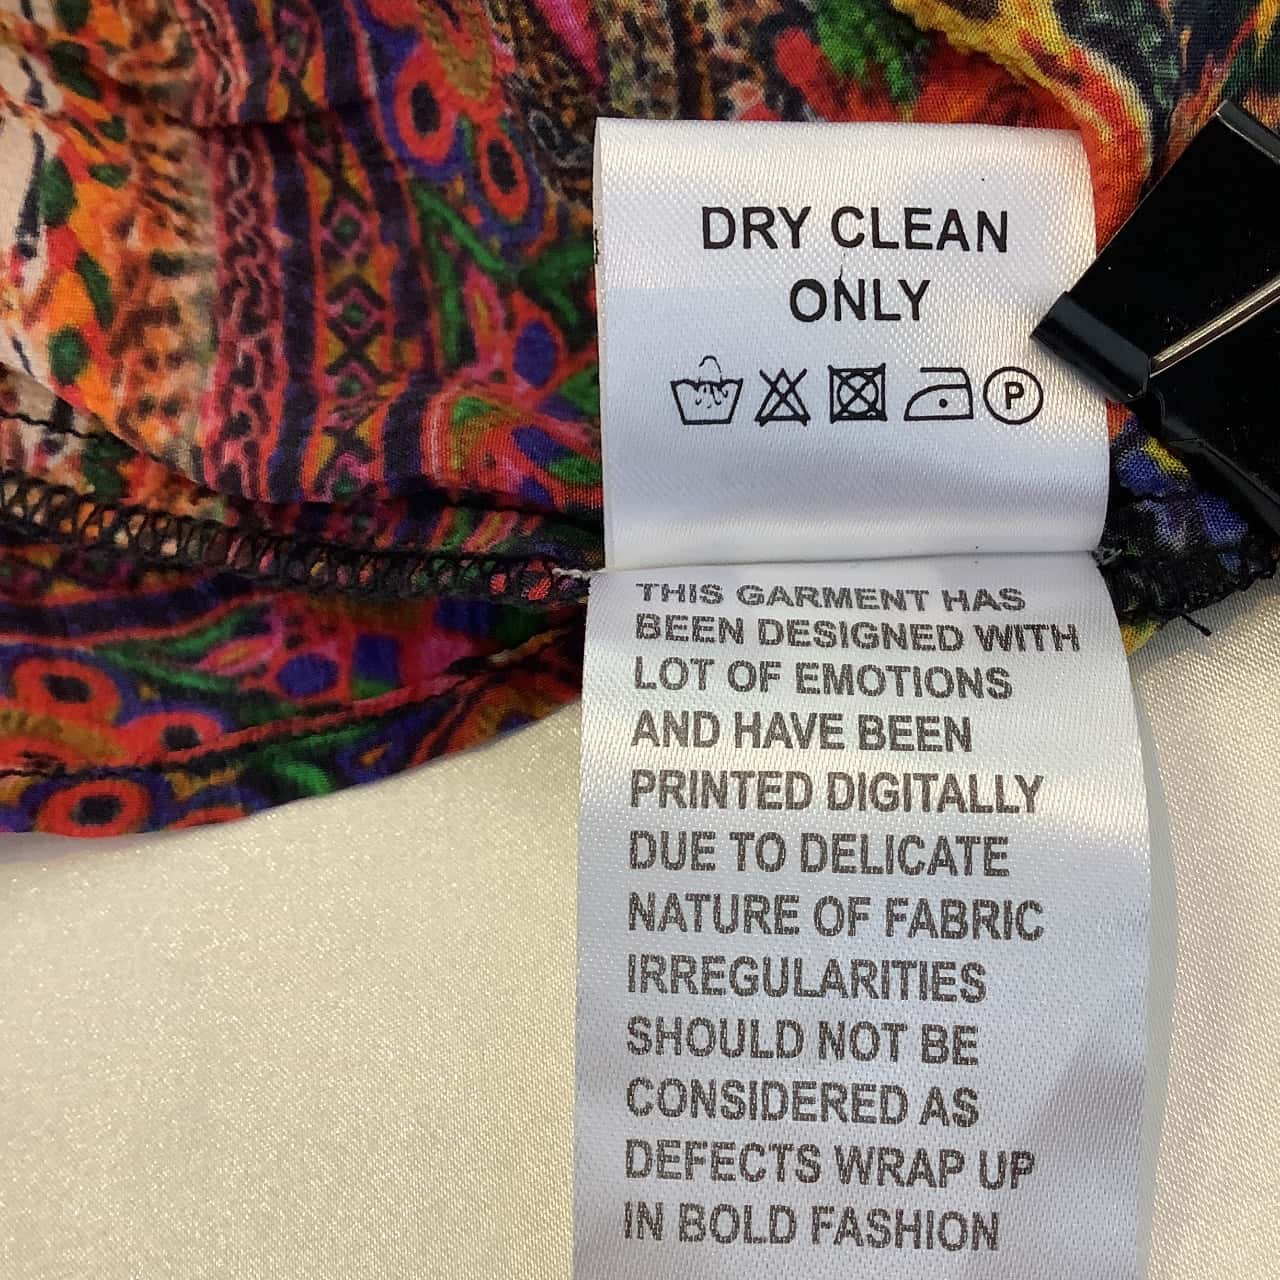 DRY CLEAN
ONLY
P
THIS GARMENT HAS
BEEN DESIGNED WITH
LOT OF EMOTIONS
AND HAVE BEEN
PRINTED DIGITALLY
DUE TO DELICATE
NATURE OF FABRIC
IRREGULARITIES
SHOULD NOT BE
CONSIDERED AS
DEFECTS WRAP UP
IN BOLD FASHION